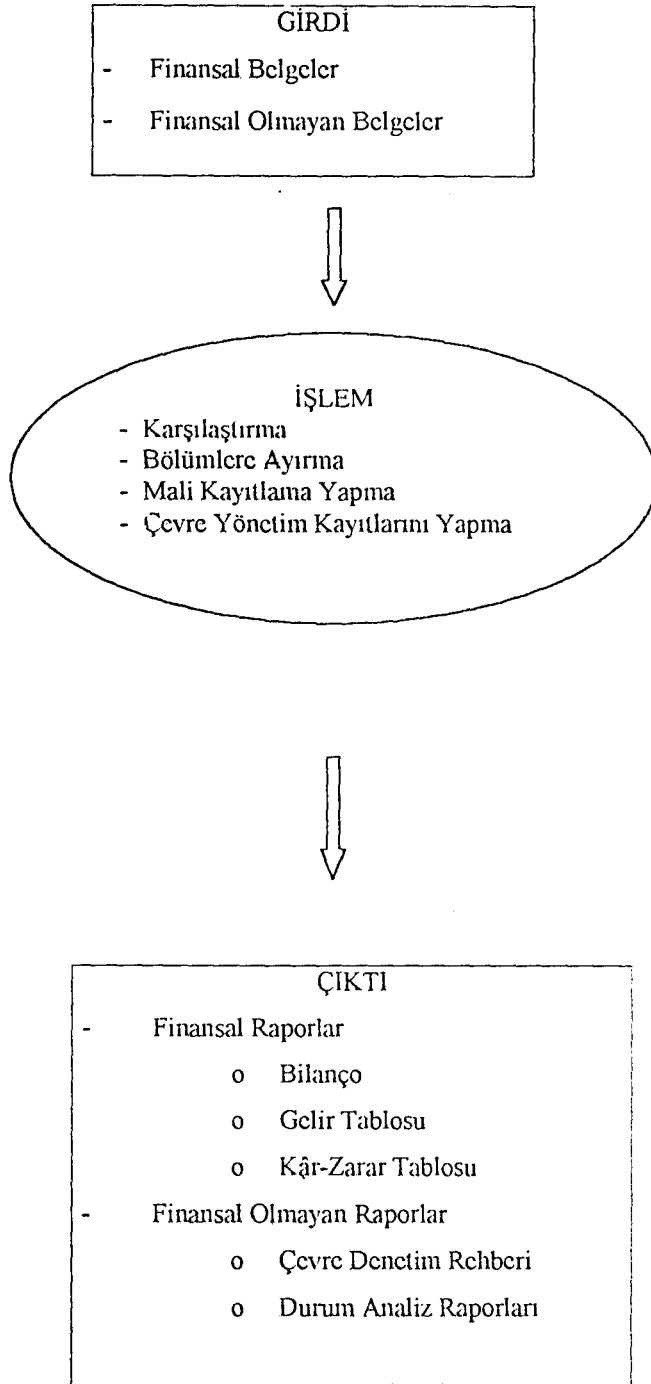 GİRDİ
- Finansal Belgeler
- Finansal Olmayan Belgeler
İŞLEM
- Karşılaştırma
- Bölümlere Ayırma
- Mali Kayıtlama Yapma
- Çevre Yönetim Kayıtlarını Yapma
ÇIKTI
- Finansal Raporlar
o Bilanço
o Gelir Tablosu
o Kâr-Zarar Tablosu
- Finansal Olmayan Raporlar
o Çevre Denetim Rehberi
o Durum Analiz Raporları